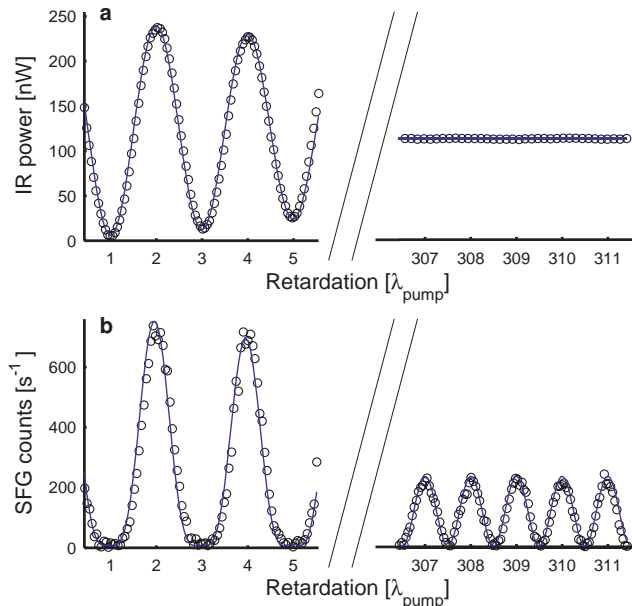 a
250
200
150
100
50
0
IR power [nW]
1 2 3 4 5 307 308 309 310 311
Retardation [λpump]
b
600
400
200
0
SFG counts [s-1]
1 2 3 4 5 307 308 309 310 311
Retardation [λpump]